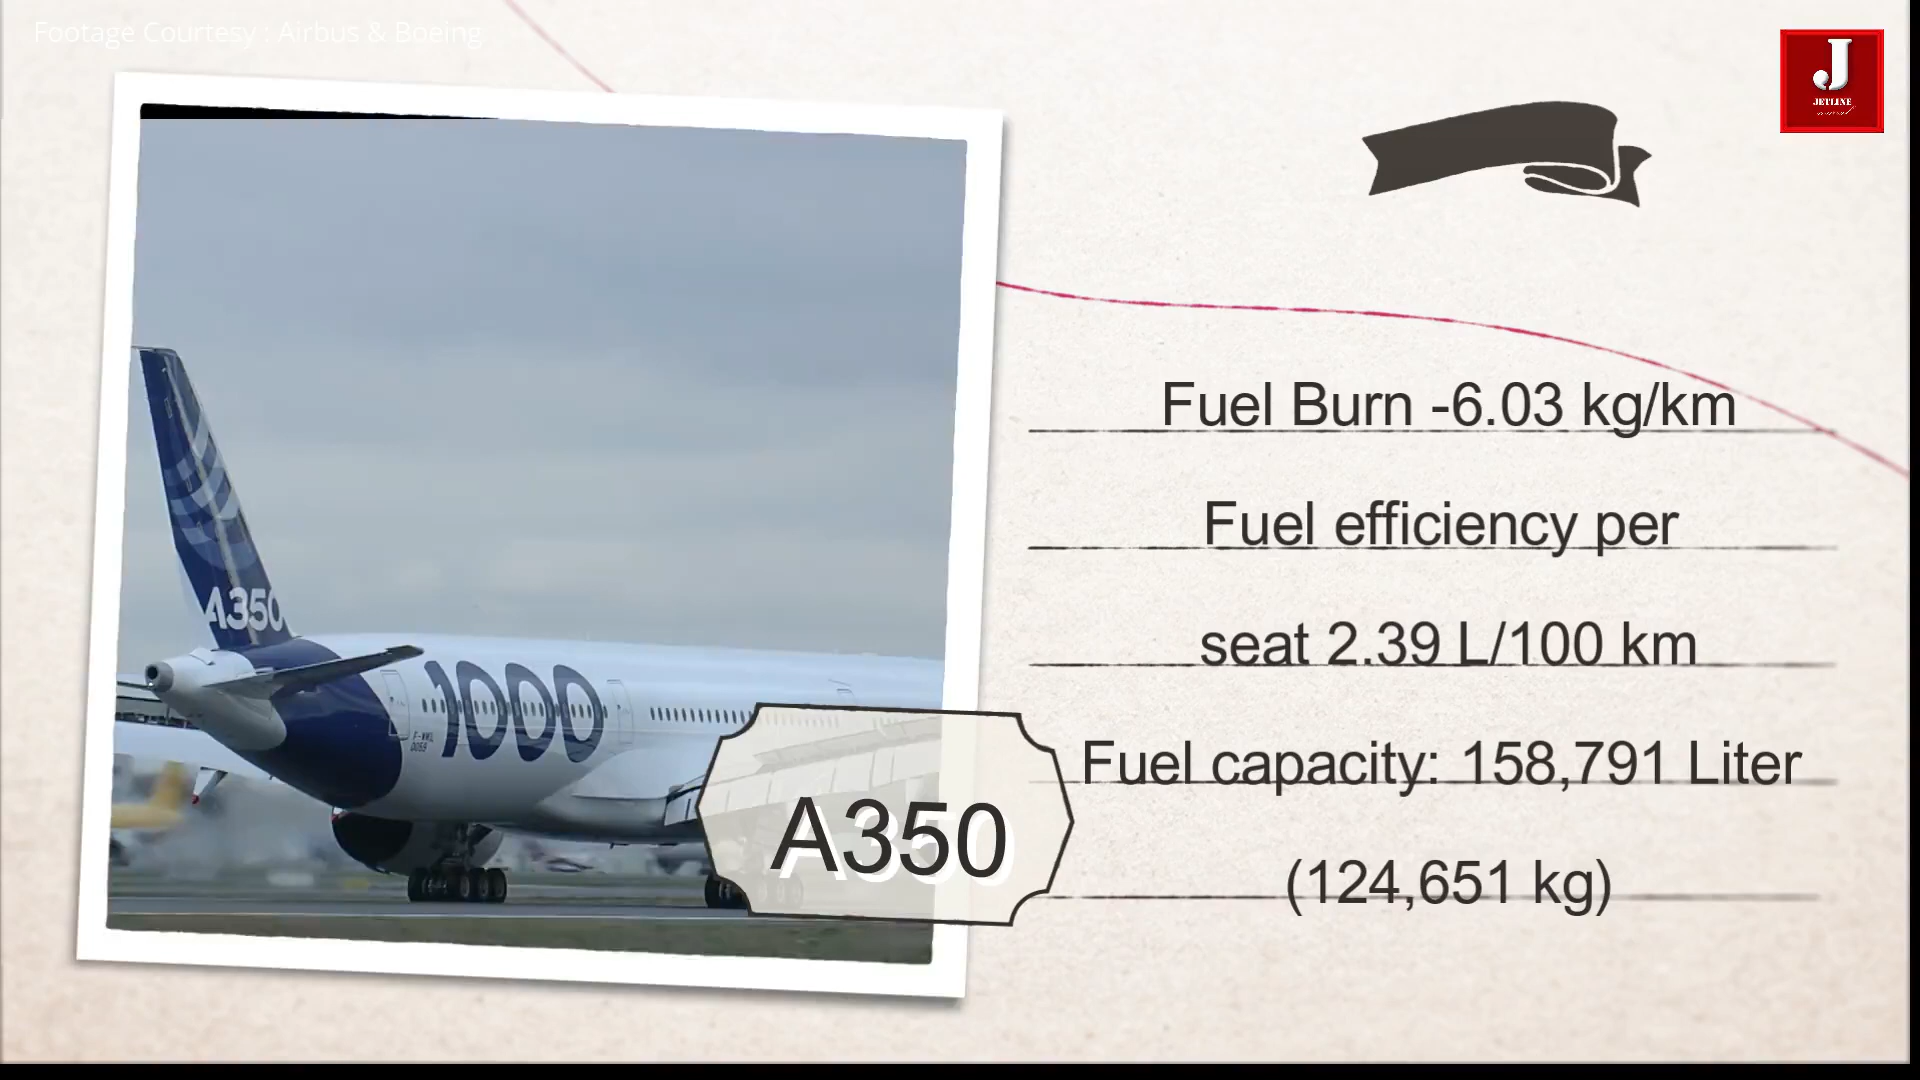 Footage Courtesy : Airbus & Boeing
J
JETLINE
Fuel Burn -6.03 kg/km
Fuel efficiency per
seat 2.39 L/100 km
Fuel capacity: 158,791 Liter
(124,651 kg)
A350
1000
A350